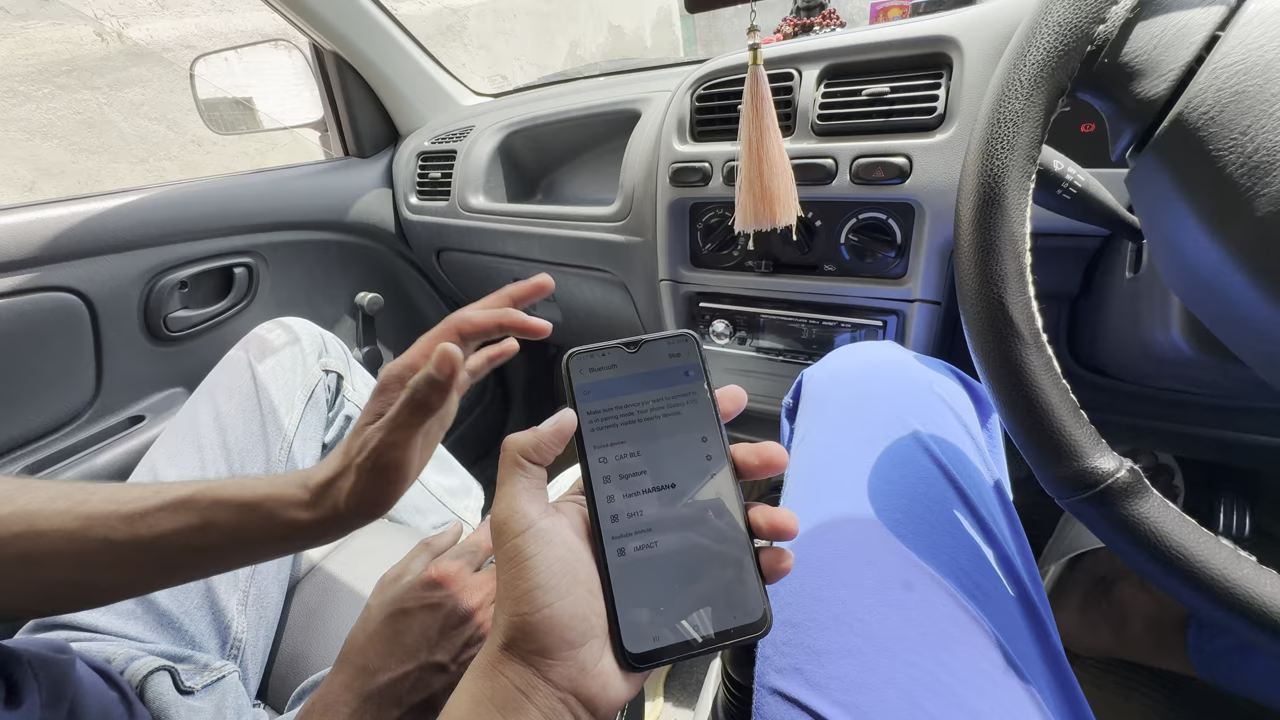 Bluetooth
Stop
On
Make sure the device you want to connect to
is in pairing mode. Your phone (Galaxy
is currently visible to nearby devices.
Paired devices
CAR BLE
Signature
Harsh HARSAN
SH12
Available devices
IMPACT